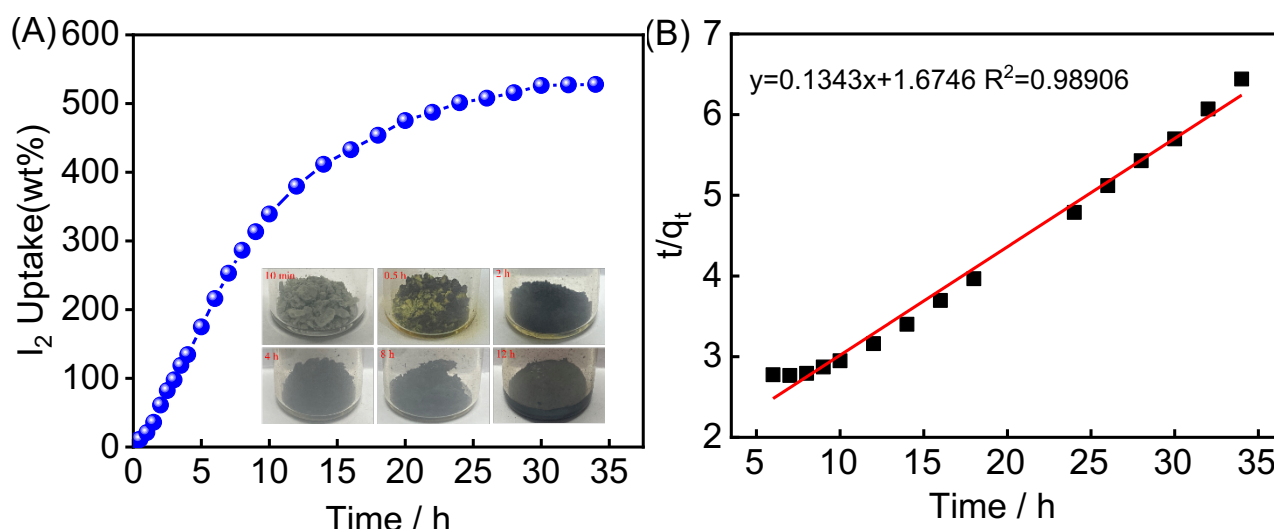 (A)
600
500
400
300
200
100
0
I₂ Uptake(wt%)
10 min
0.5 h
2 h
4 h
8 h
12 h
0 5 10 15 20 25 30 35
Time / h
(B)
7
6
5
4
3
2
t/qₜ
y=0.1343x+1.6746 R²=0.98906
5 10 15 20 25 30 35
Time / h